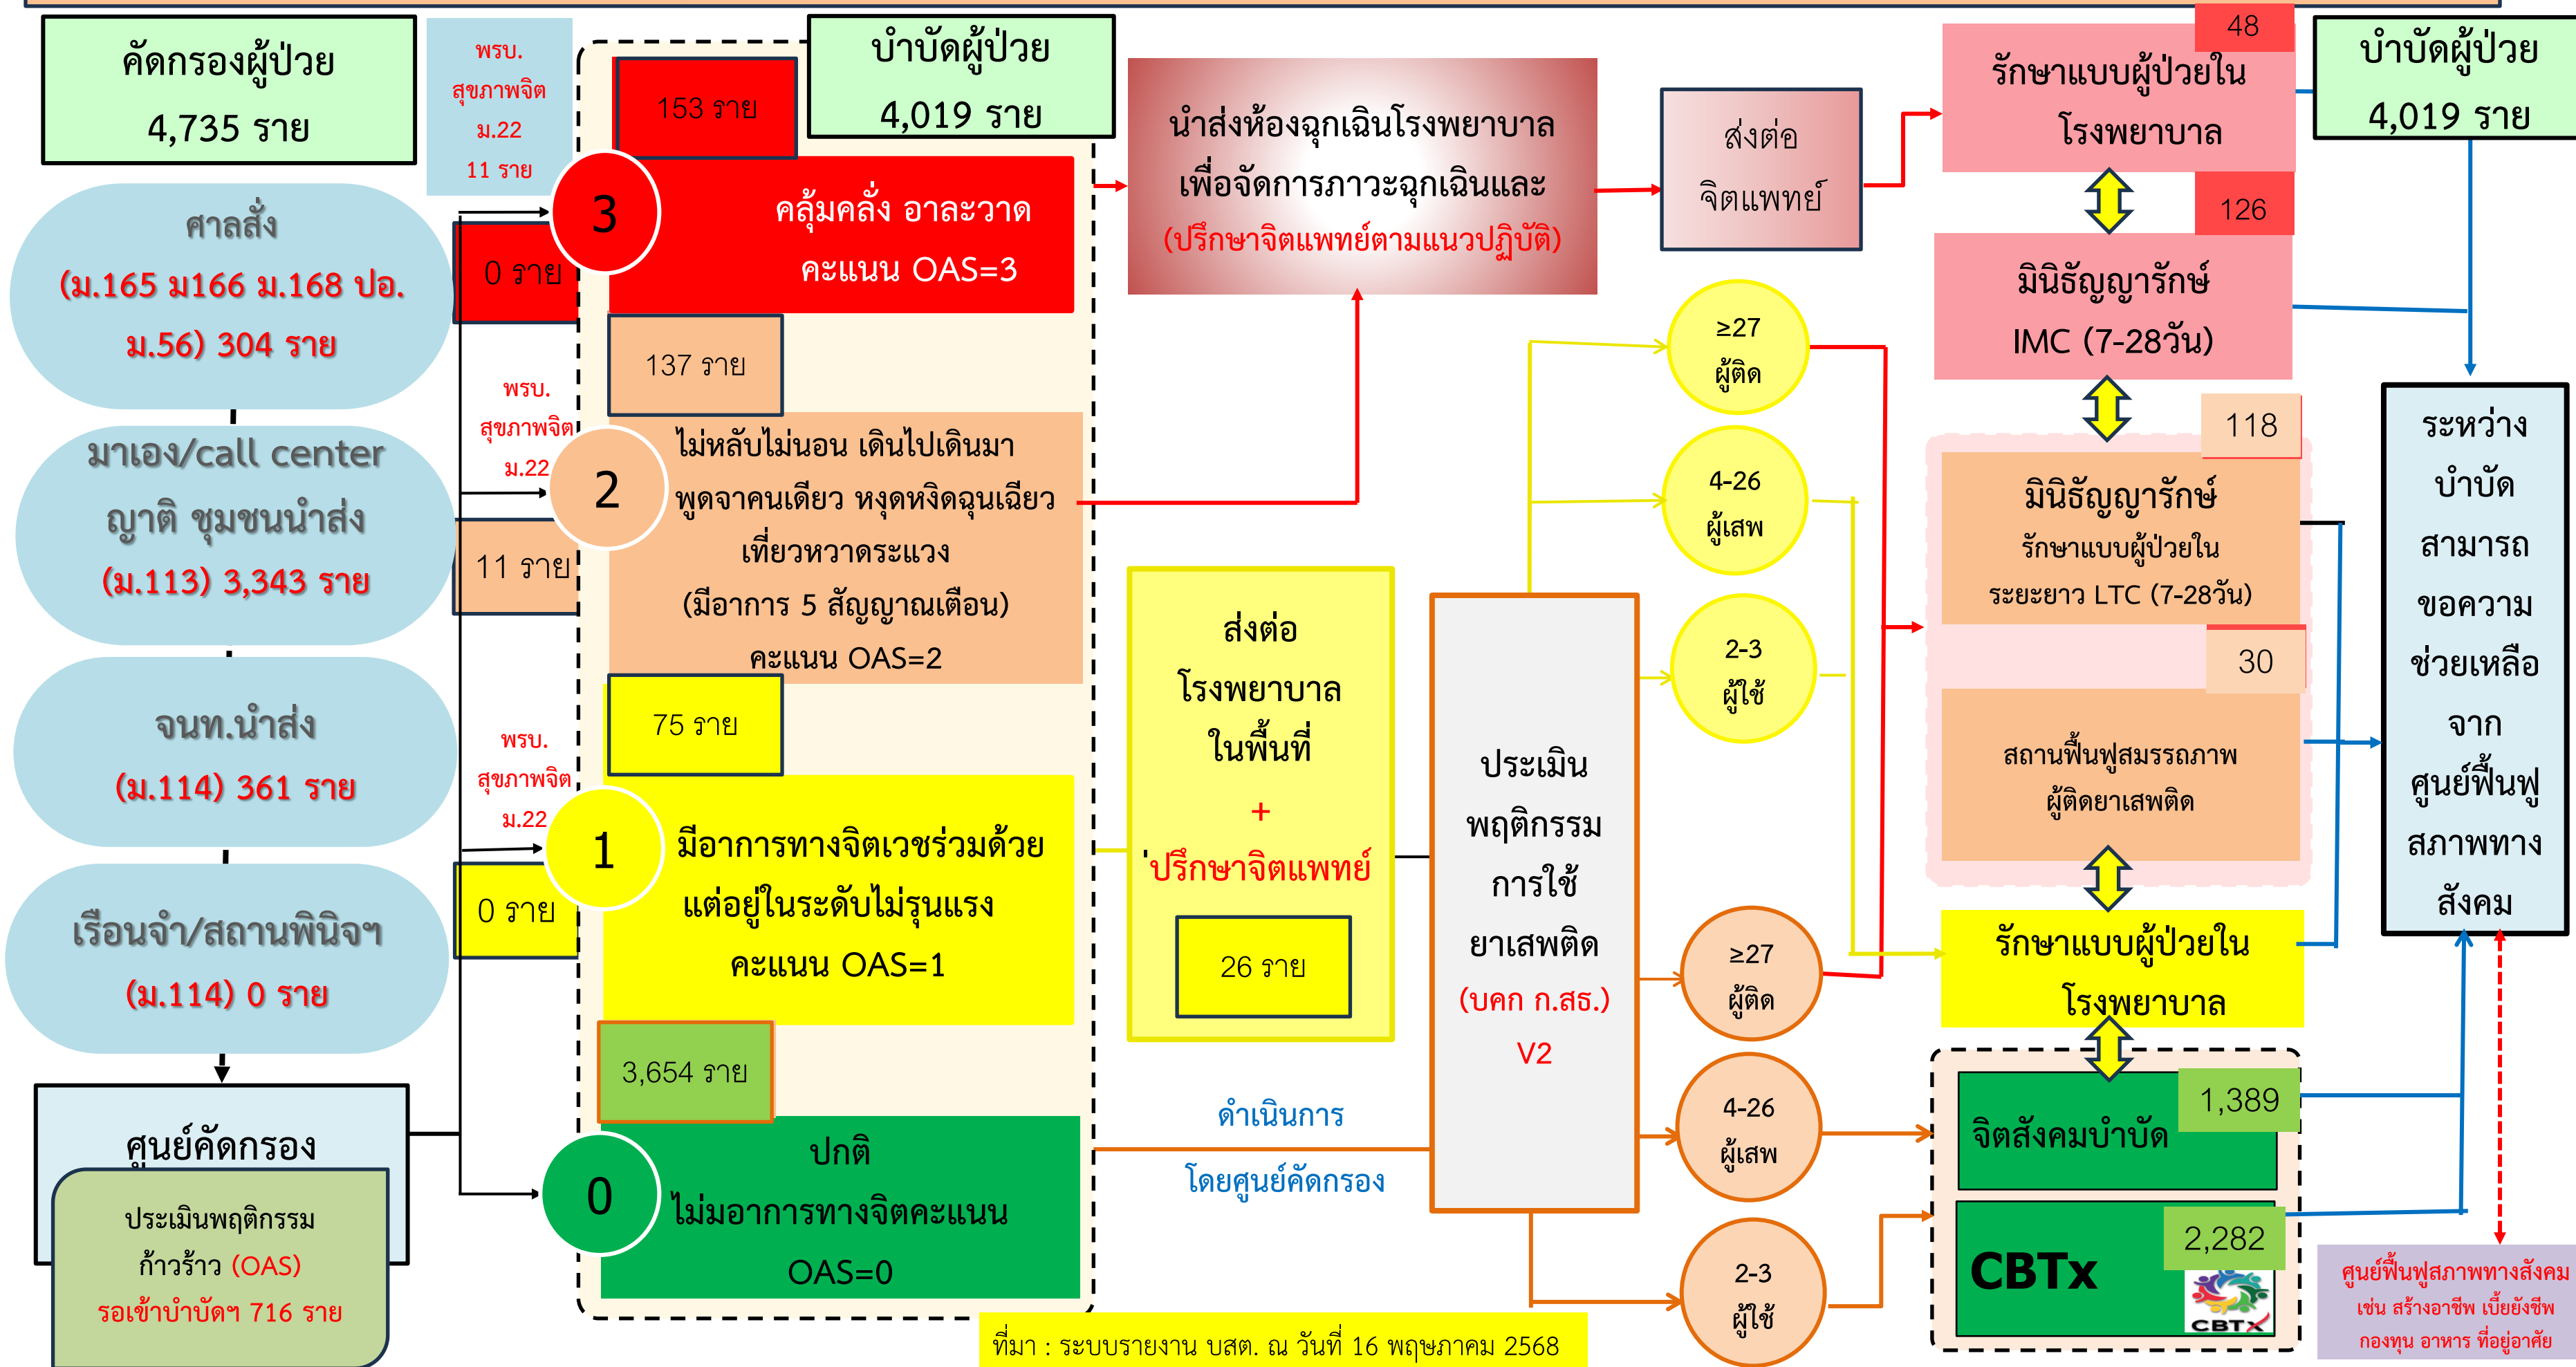 คัดกรองผู้ป่วย
4,735 ราย
พรบ.
สุขภาพจิต
ม.22
11 ราย
153 ราย
บำบัดผู้ป่วย
4,019 ราย
ศาลสั่ง
(ม.165 ม166 ม.168 ปอ.
ม.56) 304 ราย
มาเอง/call center
ญาติ ชุมชนนำส่ง
(ม.113) 3,343 ราย
จนท.นำส่ง
(ม.114) 361 ราย
เรือนจำ/สถานพินิจฯ
(ม.114) 0 ราย
ศูนย์คัดกรอง
ประเมินพฤติกรรม
ก้าวร้าว (OAS)
รอเข้าบำบัดฯ 716 ราย
0 ราย
พรบ.
สุขภาพจิต
ม.22
11 ราย
พรบ.
สุขภาพจิต
ม.22
0 ราย
3
คลุ้มคลั่ง อาละวาด
คะแนน OAS=3
137 ราย
2
ไม่หลับไม่นอน เดินไปเดินมา
พูดจาคนเดียว หงุดหงิดฉุนเฉียว
เที่ยวหวาดระแวง
(มีอาการ 5 สัญญาณเตือน)
คะแนน OAS=2
75 ราย
1
มีอาการทางจิตเวชร่วมด้วย
แต่อยู่ในระดับไม่รุนแรง
คะแนน OAS=1
3,654 ราย
0
ปกติ
ไม่มอาการทางจิตคะแนน
OAS=0
นำส่งห้องฉุกเฉินโรงพยาบาล
เพื่อจัดการภาวะฉุกเฉินและ
(ปรึกษาจิตแพทย์ตามแนวปฏิบัติ)
ส่งต่อ
จิตแพทย์
ส่งต่อ
โรงพยาบาล
ในพื้นที่
+
่ปรึกษาจิตแพทย์
26 ราย
ดำเนินการ
โดยศูนย์คัดกรอง
ประเมิน
พฤติกรรม
การใช้
ยาเสพติด
(บคก ก.สธ.)
V2
≥27
ผู้ติด
4-26
ผู้เสพ
2-3
ผู้ใช้
≥27
ผู้ติด
4-26
ผู้เสพ
2-3
ผู้ใช้
48
รักษาแบบผู้ป่วยใน
โรงพยาบาล
126
มินิธัญญารักษ์
IMC (7-28วัน)
118
มินิธัญญารักษ์
รักษาแบบผู้ป่วยใน
ระยะยาว LTC (7-28วัน)
30
สถานฟื้นฟูสมรรถภาพ
ผู้ติดยาเสพติด
รักษาแบบผู้ป่วยใน
โรงพยาบาล
1,389
จิตสังคมบำบัด
2,282
CBTx
CBTX
บำบัดผู้ป่วย
4,019 ราย
ระหว่าง
บำบัด
สามารถ
ขอความ
ช่วยเหลือ
จาก
ศูนย์ฟื้นฟู
สภาพทาง
สังคม
ศูนย์ฟื้นฟูสภาพทางสังคม
เช่น สร้างอาชีพ เบี้ยยังชีพ
กองทุน อาหาร ที่อยู่อาศัย
ที่มา : ระบบรายงาน บสต. ณ วันที่ 16 พฤษภาคม 2568